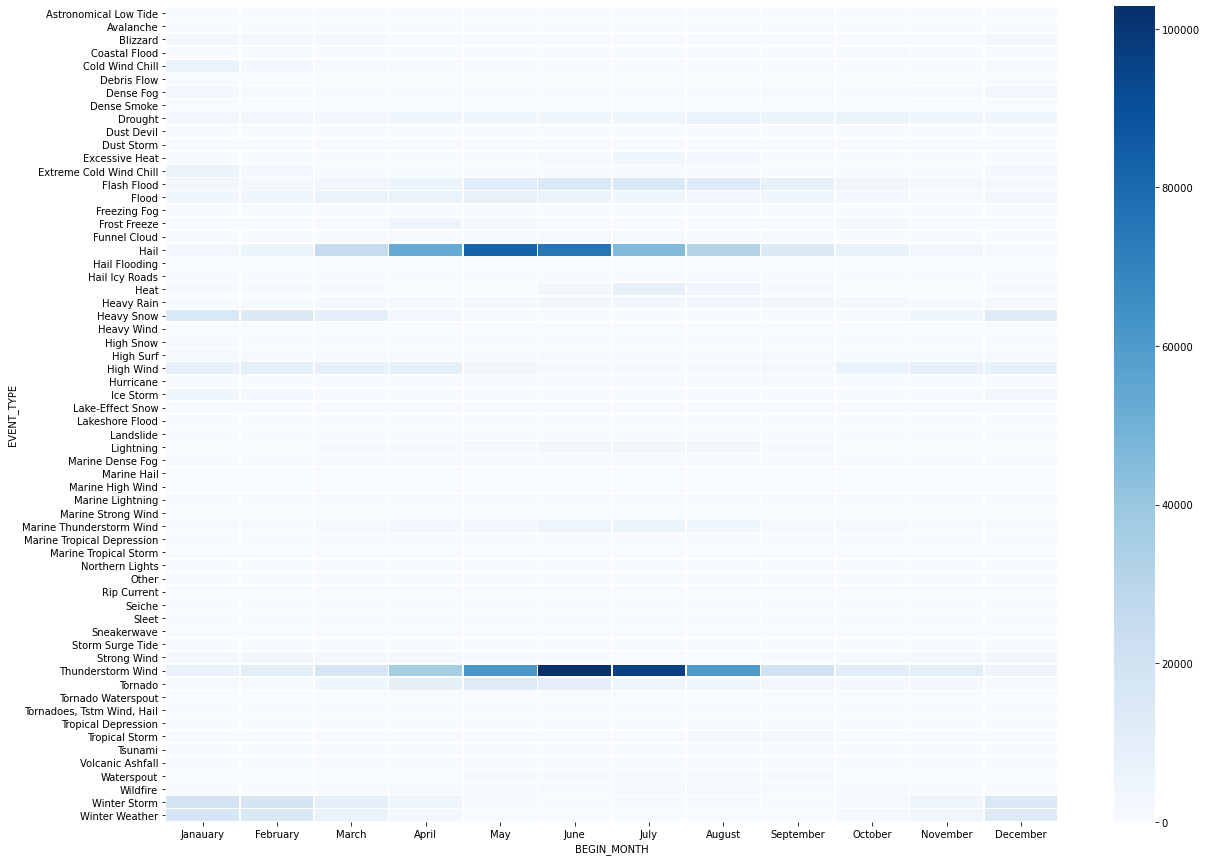 Astronomical Low Tide
Avalanche
Blizzard
Coastal Flood
Cold Wind Chill
Debris Flow
Dense Fog
Dense Smoke
Drought
Dust Devil
Dust Storm
Excessive Heat
Extreme Cold Wind Chill
Flash Flood
Flood
Freezing Fog
Frost Freeze
Funnel Cloud
Hail
Hail Flooding
Hail Icy Roads
Heat
Heavy Rain
Heavy Snow
Heavy Wind
High Snow
High Surf
High Wind
Hurricane
Ice Storm
Lake-Effect Snow
Lakeshore Flood
Landslide
Lightning
Marine Dense Fog
Marine Hail
Marine High Wind
Marine Lightning
Marine Strong Wind
Marine Thunderstorm Wind
Marine Tropical Depression
Marine Tropical Storm
Northern Lights
Other
Rip Current
Seiche
Sleet
Sneakerwave
Storm Surge Tide
Strong Wind
Thunderstorm Wind
Tornado
Tornado Waterspout
Tornadoes, Tstm Wind, Hail
Tropical Depression
Tropical Storm
Tsunami
Volcanic Ashfall
Waterspout
Wildfire
Winter Storm
Winter Weather
EVENT_TYPE
Janauary February March April May June July August September October November December
BEGIN_MONTH
100000
80000
60000
40000
20000
0